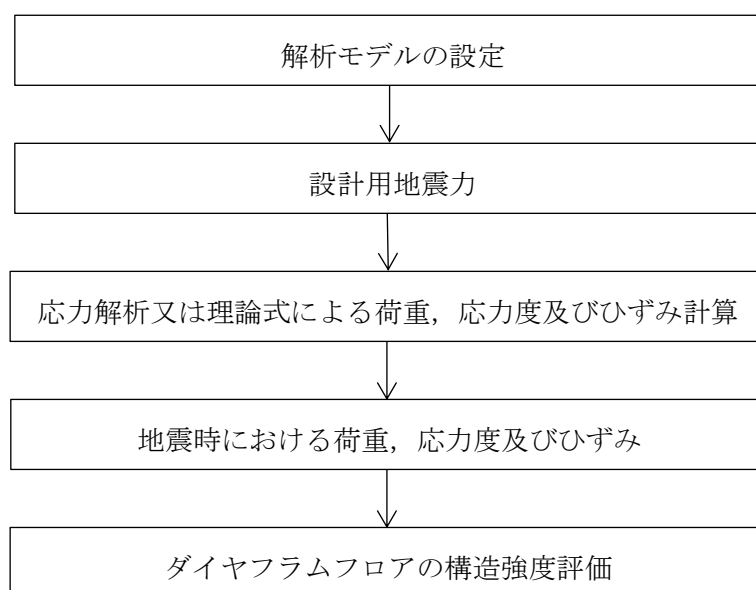 解析モデルの設定
設計用地震力
応力解析又は理論式による荷重，応力度及びひずみ計算
地震時における荷重，応力度及びひずみ
ダイヤフラムフロアの構造強度評価